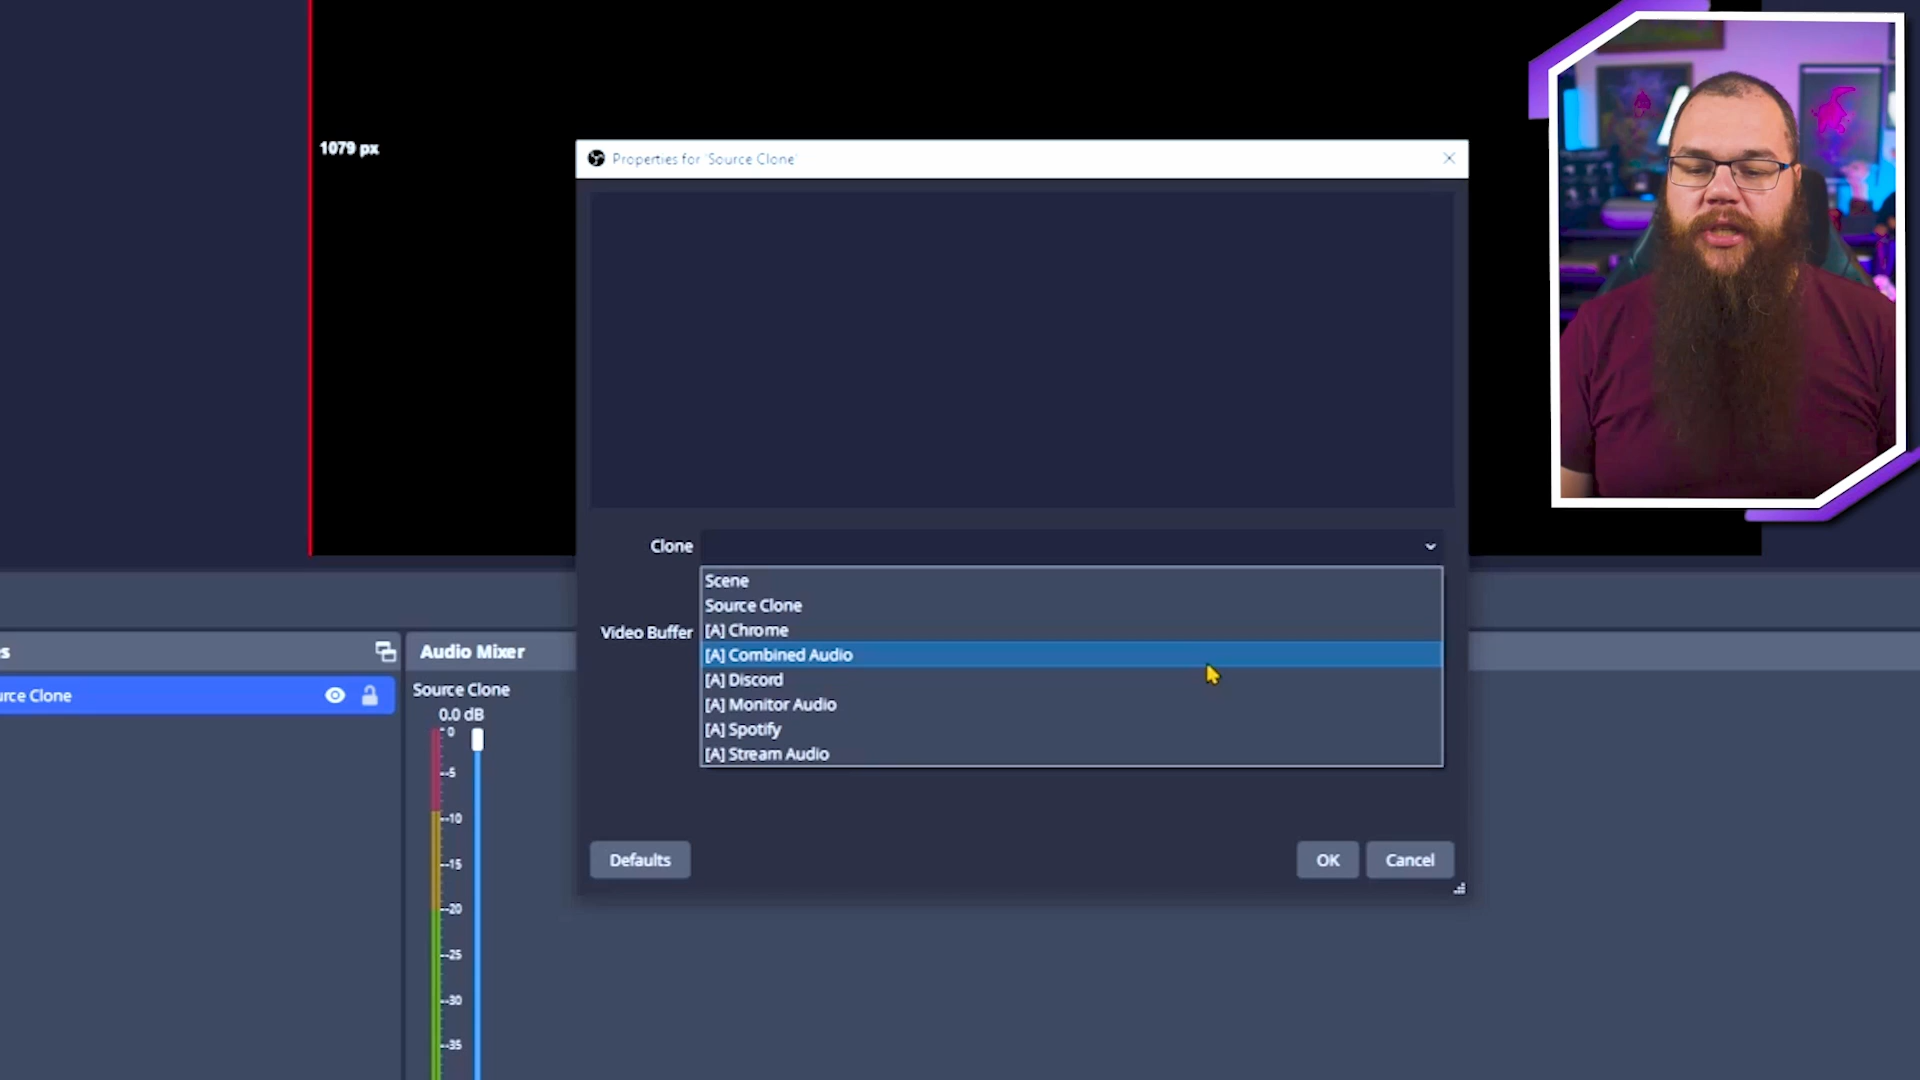 1079 px
Properties for 'Source Clone'
Clone
Scene
Source Clone
[A] Chrome
Video Buffer
[A] Combined Audio
[A] Discord
[A] Monitor Audio
[A] Spotify
[A] Stream Audio
Defaults
OK
Cancel
s
urce Clone
Audio Mixer
Source Clone
0.0 dB
0
-5
-10
-15
-20
-25
-30
-35